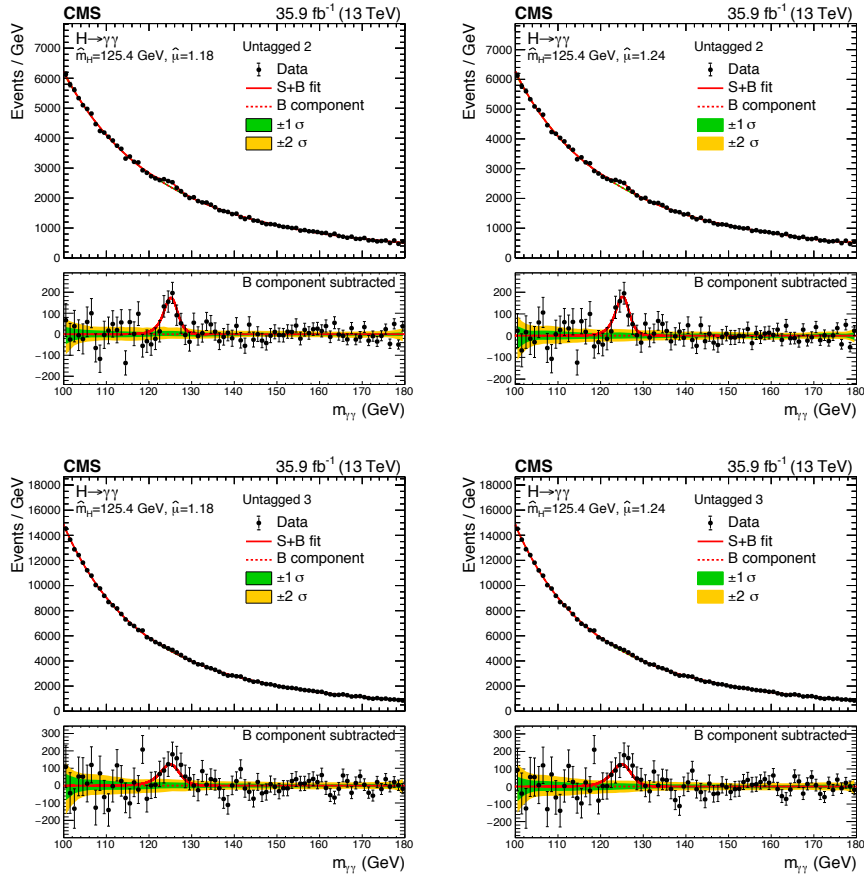 CMS 35.9 fb⁻¹ (13 TeV)
Events / GeV
H→γγ
m̂_H=125.4 GeV, μ̂=1.18
Untagged 2
Data
S+B fit
B component
±1 σ
±2 σ
7000
6000
5000
4000
3000
2000
1000
0
B component subtracted
200
100
0
−100
−200
100 110 120 130 140 150 160 170 180
m_γγ (GeV)
CMS 35.9 fb⁻¹ (13 TeV)
Events / GeV
H→γγ
m̂_H=125.4 GeV, μ̂=1.24
Untagged 2
Data
S+B fit
B component
±1 σ
±2 σ
7000
6000
5000
4000
3000
2000
1000
0
B component subtracted
200
100
0
−100
−200
100 110 120 130 140 150 160 170 180
m_γγ (GeV)
CMS 35.9 fb⁻¹ (13 TeV)
Events / GeV
H→γγ
m̂_H=125.4 GeV, μ̂=1.18
Untagged 3
Data
S+B fit
B component
±1 σ
±2 σ
18000
16000
14000
12000
10000
8000
6000
4000
2000
0
B component subtracted
300
200
100
0
−100
−200
100 110 120 130 140 150 160 170 180
m_γγ (GeV)
CMS 35.9 fb⁻¹ (13 TeV)
Events / GeV
H→γγ
m̂_H=125.4 GeV, μ̂=1.24
Untagged 3
Data
S+B fit
B component
±1 σ
±2 σ
18000
16000
14000
12000
10000
8000
6000
4000
2000
0
B component subtracted
300
200
100
0
−100
−200
100 110 120 130 140 150 160 170 180
m_γγ (GeV)